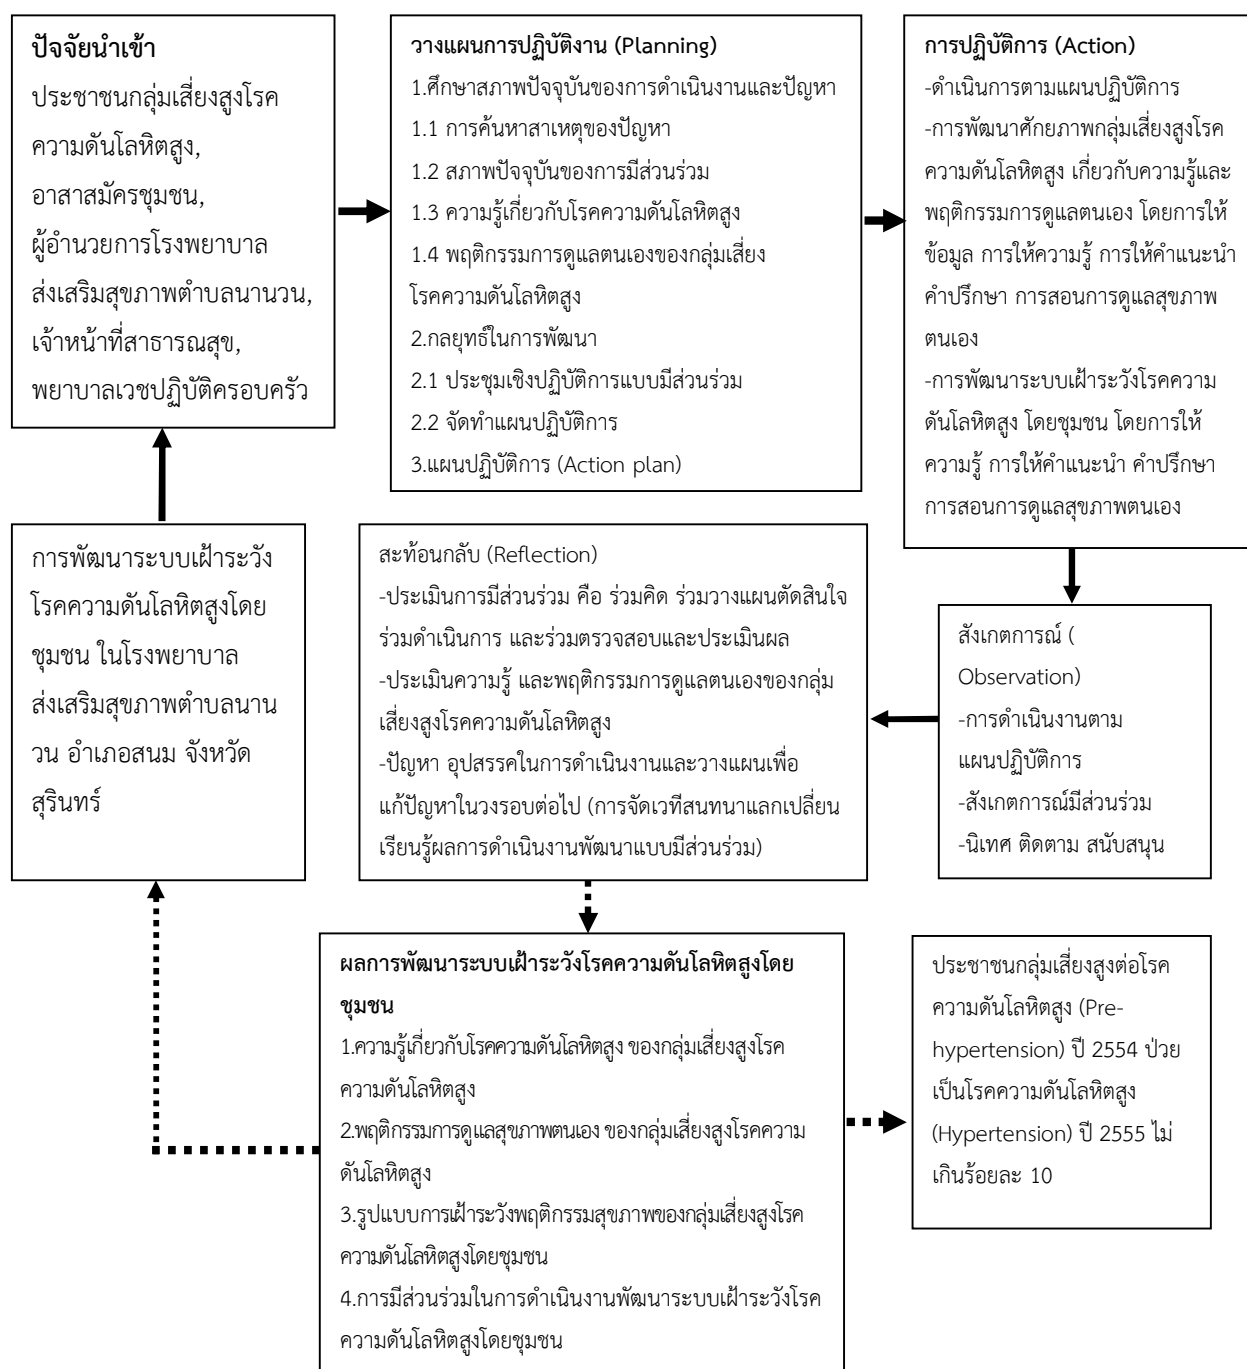 ปัจจัยนำเข้า
ประชาชนกลุ่มเสี่ยงสูงโรค
ความดันโลหิตสูง,
อาสาสมัครชุมชน,
ผู้อำนวยการโรงพยาบาล
ส่งเสริมสุขภาพตำบลนานวน,
เจ้าหน้าที่สาธารณสุข,
พยาบาลเวชปฏิบัติครอบครัว
วางแผนการปฏิบัติงาน (Planning)
1.ศึกษาสภาพปัจจุบันของการดำเนินงานและปัญหา
1.1 การค้นหาสาเหตุของปัญหา
1.2 สภาพปัจจุบันของการมีส่วนร่วม
1.3 ความรู้เกี่ยวกับโรคความดันโลหิตสูง
1.4 พฤติกรรมการดูแลตนเองของกลุ่มเสี่ยง
โรคความดันโลหิตสูง
2.กลยุทธ์ในการพัฒนา
2.1 ประชุมเชิงปฏิบัติการแบบมีส่วนร่วม
2.2 จัดทำแผนปฏิบัติการ
3.แผนปฏิบัติการ (Action plan)
การปฏิบัติการ (Action)
-ดำเนินการตามแผนปฏิบัติการ
-การพัฒนาศักยภาพกลุ่มเสี่ยงสูงโรค
ความดันโลหิตสูง เกี่ยวกับความรู้และ
พฤติกรรมการดูแลตนเอง โดยการให้
ข้อมูล การให้ความรู้ การให้คำแนะนำ
คำปรึกษา การสอนการดูแลสุขภาพ
ตนเอง
-การพัฒนาระบบเฝ้าระวังโรคความ
ดันโลหิตสูง โดยชุมชน โดยการให้
ความรู้ การให้คำแนะนำ คำปรึกษา
การสอนการดูแลสุขภาพตนเอง
การพัฒนาระบบเฝ้าระวัง
โรคความดันโลหิตสูงโดย
ชุมชน ในโรงพยาบาล
ส่งเสริมสุขภาพตำบลนาน
วน อำเภอสนม จังหวัด
สุรินทร์
สะท้อนกลับ (Reflection)
-ประเมินการมีส่วนร่วม คือ ร่วมคิด ร่วมวางแผนตัดสินใจ
ร่วมดำเนินการ และร่วมตรวจสอบและประเมินผล
-ประเมินความรู้ และพฤติกรรมการดูแลตนเองของกลุ่ม
เสี่ยงสูงโรคความดันโลหิตสูง
-ปัญหา อุปสรรคในการดำเนินงานและวางแผนเพื่อ
แก้ปัญหาในวงรอบต่อไป (การจัดเวทีสนทนาแลกเปลี่ยน
เรียนรู้ผลการดำเนินงานพัฒนาแบบมีส่วนร่วม)
สังเกตการณ์ (
Observation)
-การดำเนินงานตาม
แผนปฏิบัติการ
-สังเกตการณ์มีส่วนร่วม
-นิเทศ ติดตาม สนับสนุน
ผลการพัฒนาระบบเฝ้าระวังโรคความดันโลหิตสูงโดย
ชุมชน
1.ความรู้เกี่ยวกับโรคความดันโลหิตสูง ของกลุ่มเสี่ยงสูงโรค
ความดันโลหิตสูง
2.พฤติกรรมการดูแลสุขภาพตนเอง ของกลุ่มเสี่ยงสูงโรคความ
ดันโลหิตสูง
3.รูปแบบการเฝ้าระวังพฤติกรรมสุขภาพของกลุ่มเสี่ยงสูงโรค
ความดันโลหิตสูงโดยชุมชน
4.การมีส่วนร่วมในการดำเนินงานพัฒนาระบบเฝ้าระวังโรค
ความดันโลหิตสูงโดยชุมชน
ประชาชนกลุ่มเสี่ยงสูงต่อโรค
ความดันโลหิตสูง (Pre-
hypertension) ปี 2554 ป่วย
เป็นโรคความดันโลหิตสูง
(Hypertension) ปี 2555 ไม่
เกินร้อยละ 10